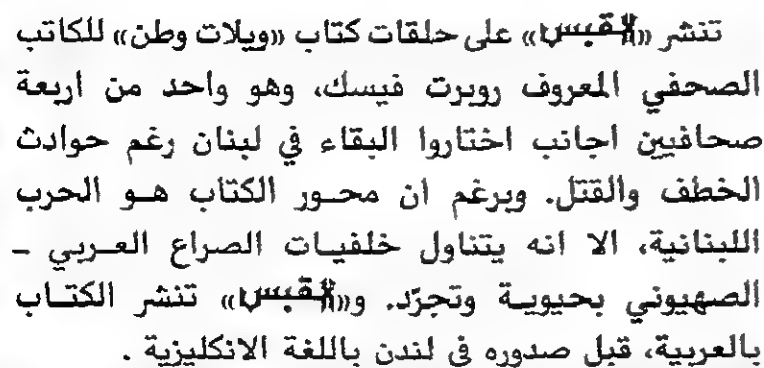 تنشر «القبس» على حلقات كتاب «ويلات وطن» للكاتب
الصحفي المعروف روبرت فيسك، وهو واحد من اربعة
صحافيين اجانب اختاروا البقاء في لبنان رغم حوادث
الخطف والقتل. وبرغم ان محور الكتاب هو الحرب
اللبنانية، الا انه يتناول خلفيات الصراع العربي ـ
الصهيوني بحيوية وتجرّد. و«القبس» تنشر الكتاب
بالعربية، قبل صدوره في لندن باللغة الانكليزية .